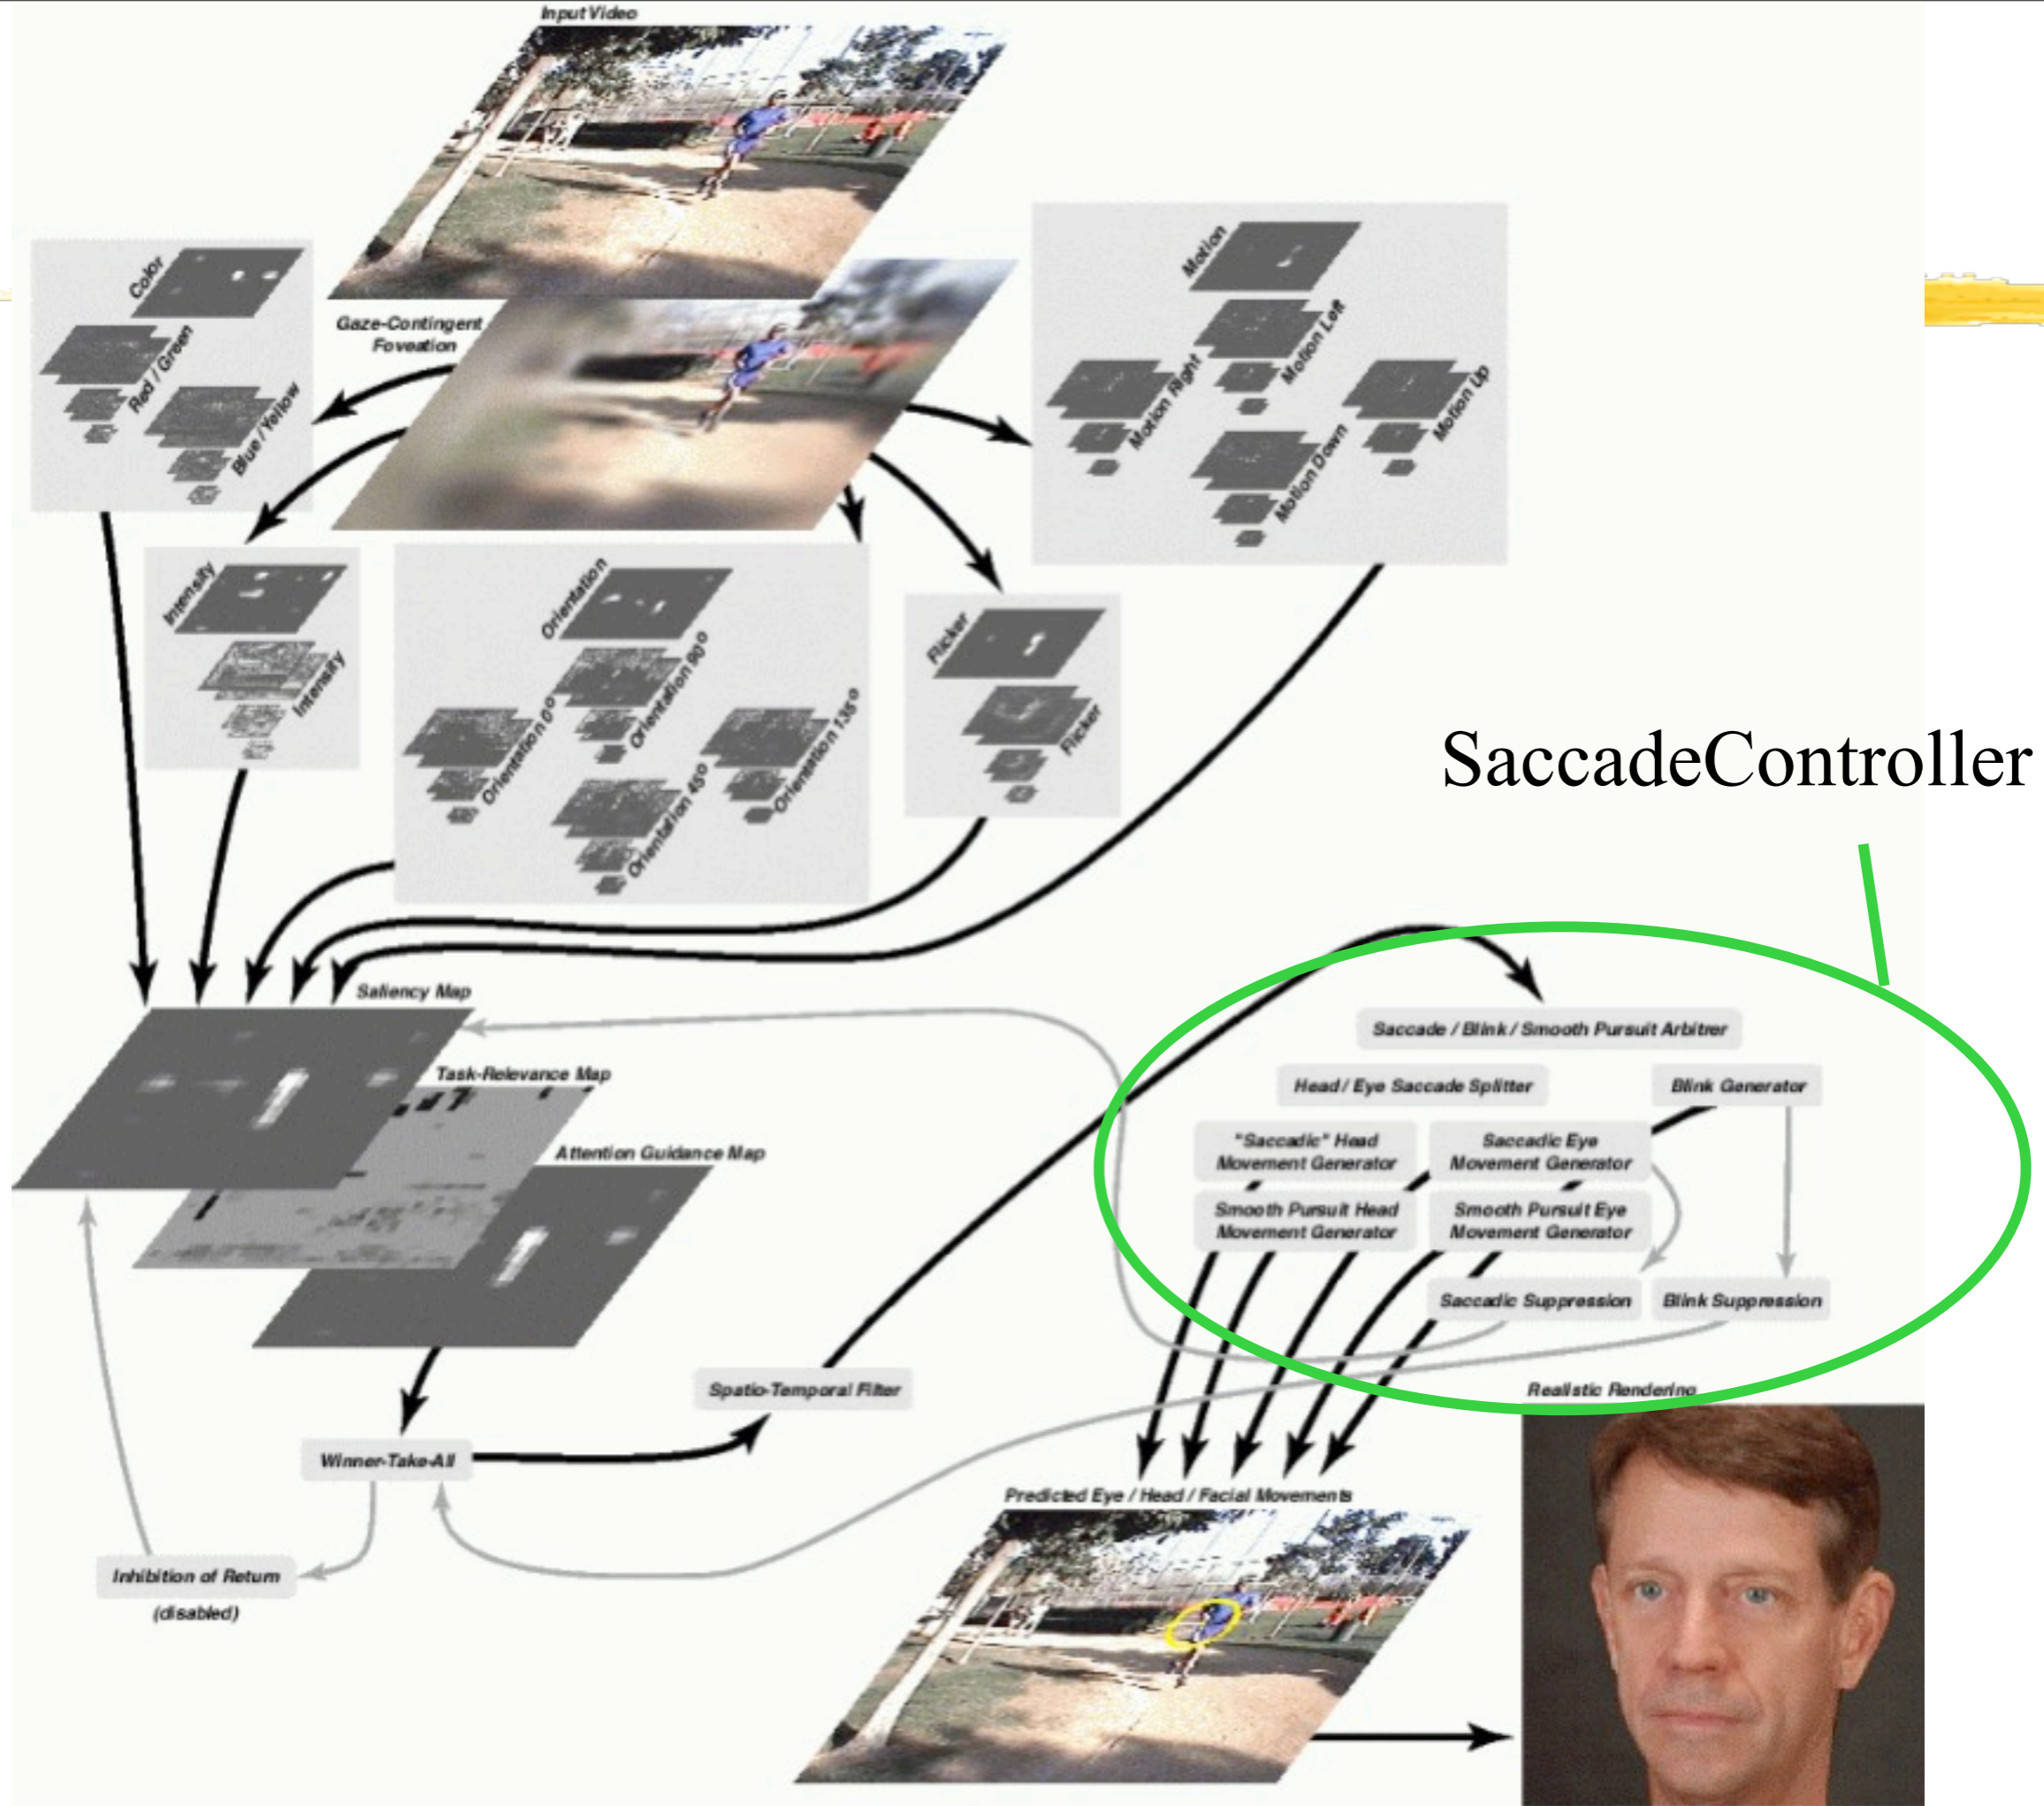 Input Video
Color
Red / Green
Blue / Yellow
Gaze-Contingent
Foveation
Motion
Motion Left
Motion Right
Motion Up
Motion Down
Intensity
Intensity
Orientation
Orientation 90°
Orientation 0°
Orientation 135°
Orientation 45°
Flicker
Flicker
SaccadeController
Saliency Map
Task-Relevance Map
Attention Guidance Map
Saccade / Blink / Smooth Pursuit Arbitrer
Head / Eye Saccade Splitter
Blink Generator
"Saccadic" Head
Movement Generator
Saccadic Eye
Movement Generator
Smooth Pursuit Head
Movement Generator
Smooth Pursuit Eye
Movement Generator
Saccadic Suppression
Blink Suppression
Spatio-Temporal Filter
Realistic Rendering
Winner-Take-All
Predicted Eye / Head / Facial Movements
Inhibition of Return
(disabled)